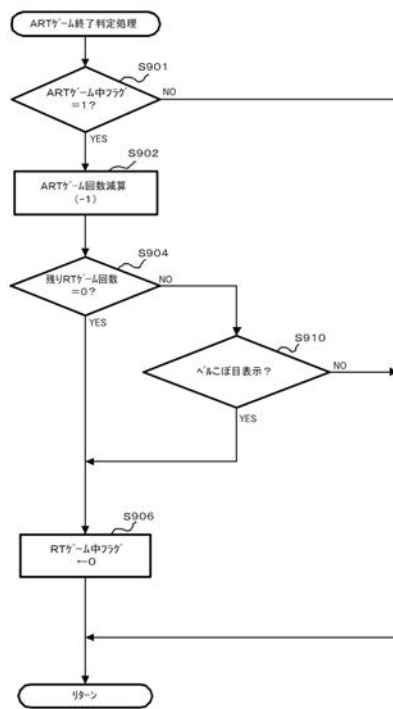 ARTｹﾞｰﾑ終了判定処理
S901
ARTｹﾞｰﾑ中ﾌﾗｸﾞ
＝1？
NO
YES
S902
ARTｹﾞｰﾑ回数減算
(−1)
S904
残りRTｹﾞｰﾑ回数
＝0？
NO
YES
S910
ﾍﾞﾙこぼ目表示？
NO
YES
S906
RTｹﾞｰﾑ中ﾌﾗｸﾞ
←0
ﾘﾀｰﾝ